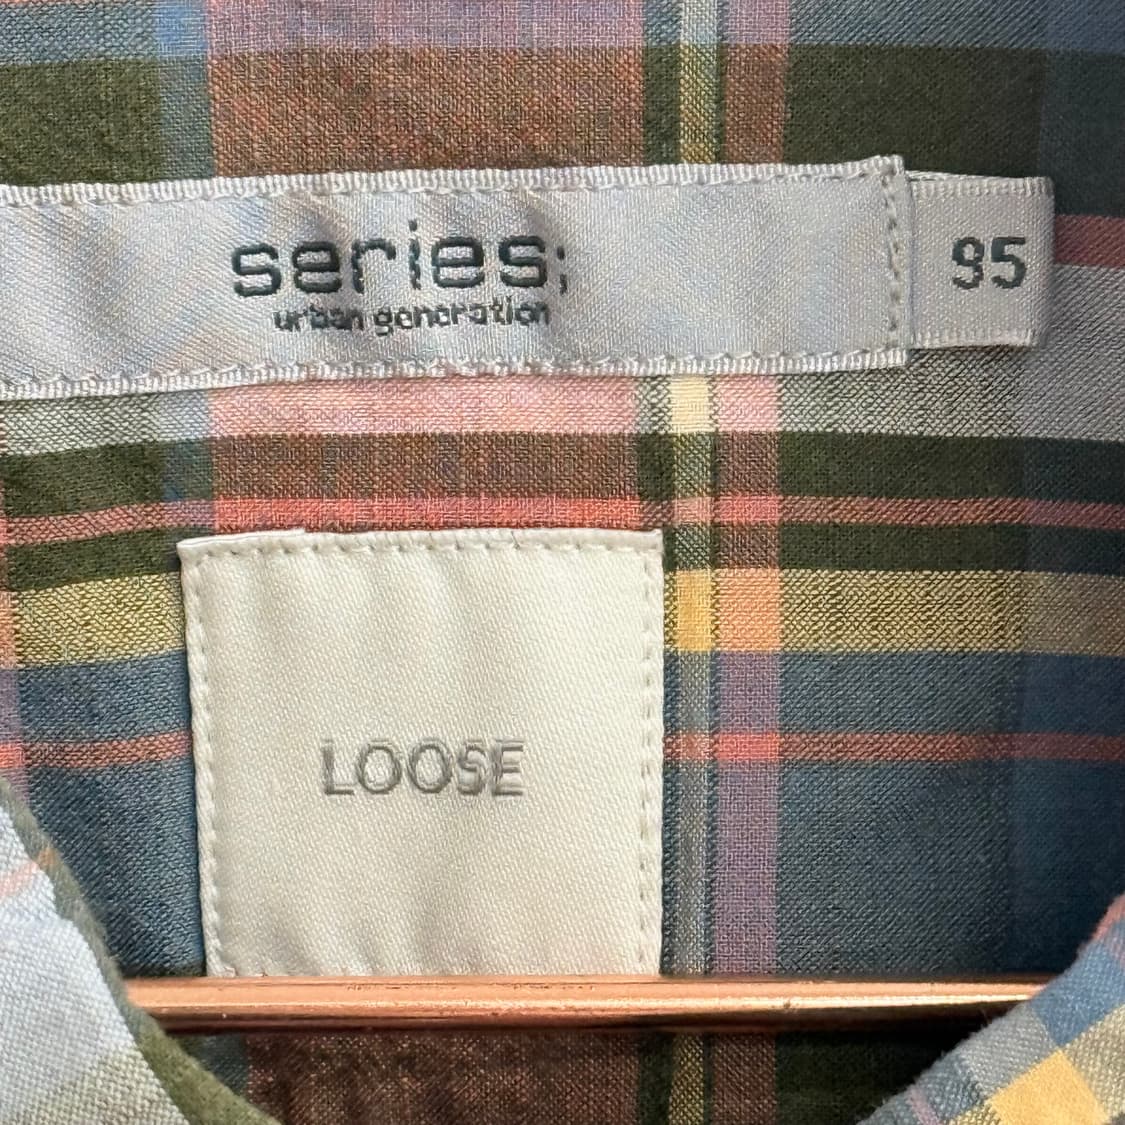 series;
urban generation
95
LOOSE